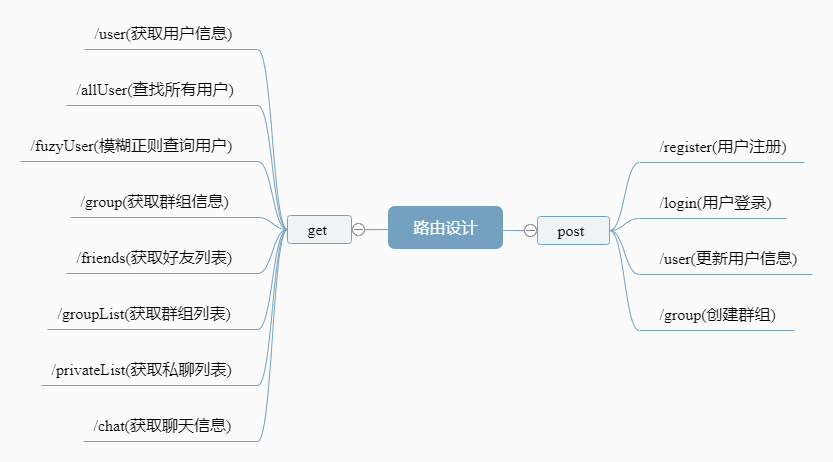 /user(获取用户信息)
/allUser(查找所有用户)
/fuzyUser(模糊正则查询用户)
/group(获取群组信息)
/friends(获取好友列表)
/groupList(获取群组列表)
/privateList(获取私聊列表)
/chat(获取聊天信息)
get
路由设计
post
/register(用户注册)
/login(用户登录)
/user(更新用户信息)
/group(创建群组)